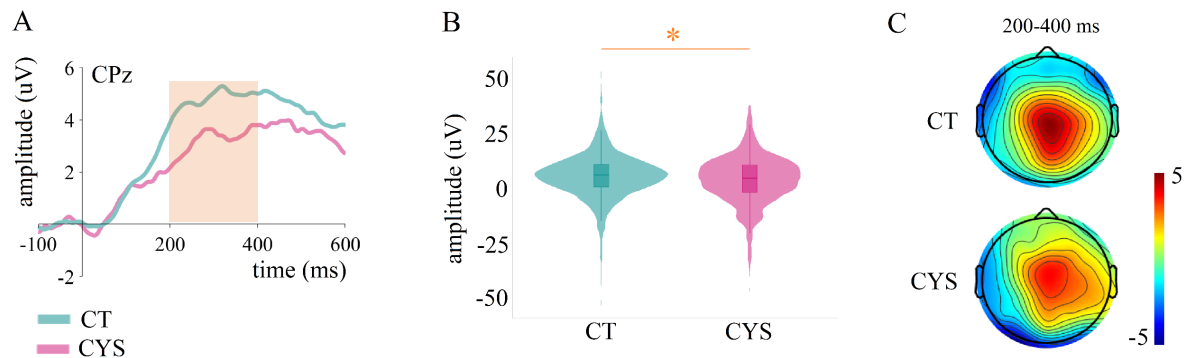 A
amplitude (uV)
6
CPz
4
2
-100
200
400
600
-2
time (ms)
CT
CYS
B
*
amplitude (uV)
50
25
0
-25
-50
CT
CYS
C
200-400 ms
CT
CYS
5
-5